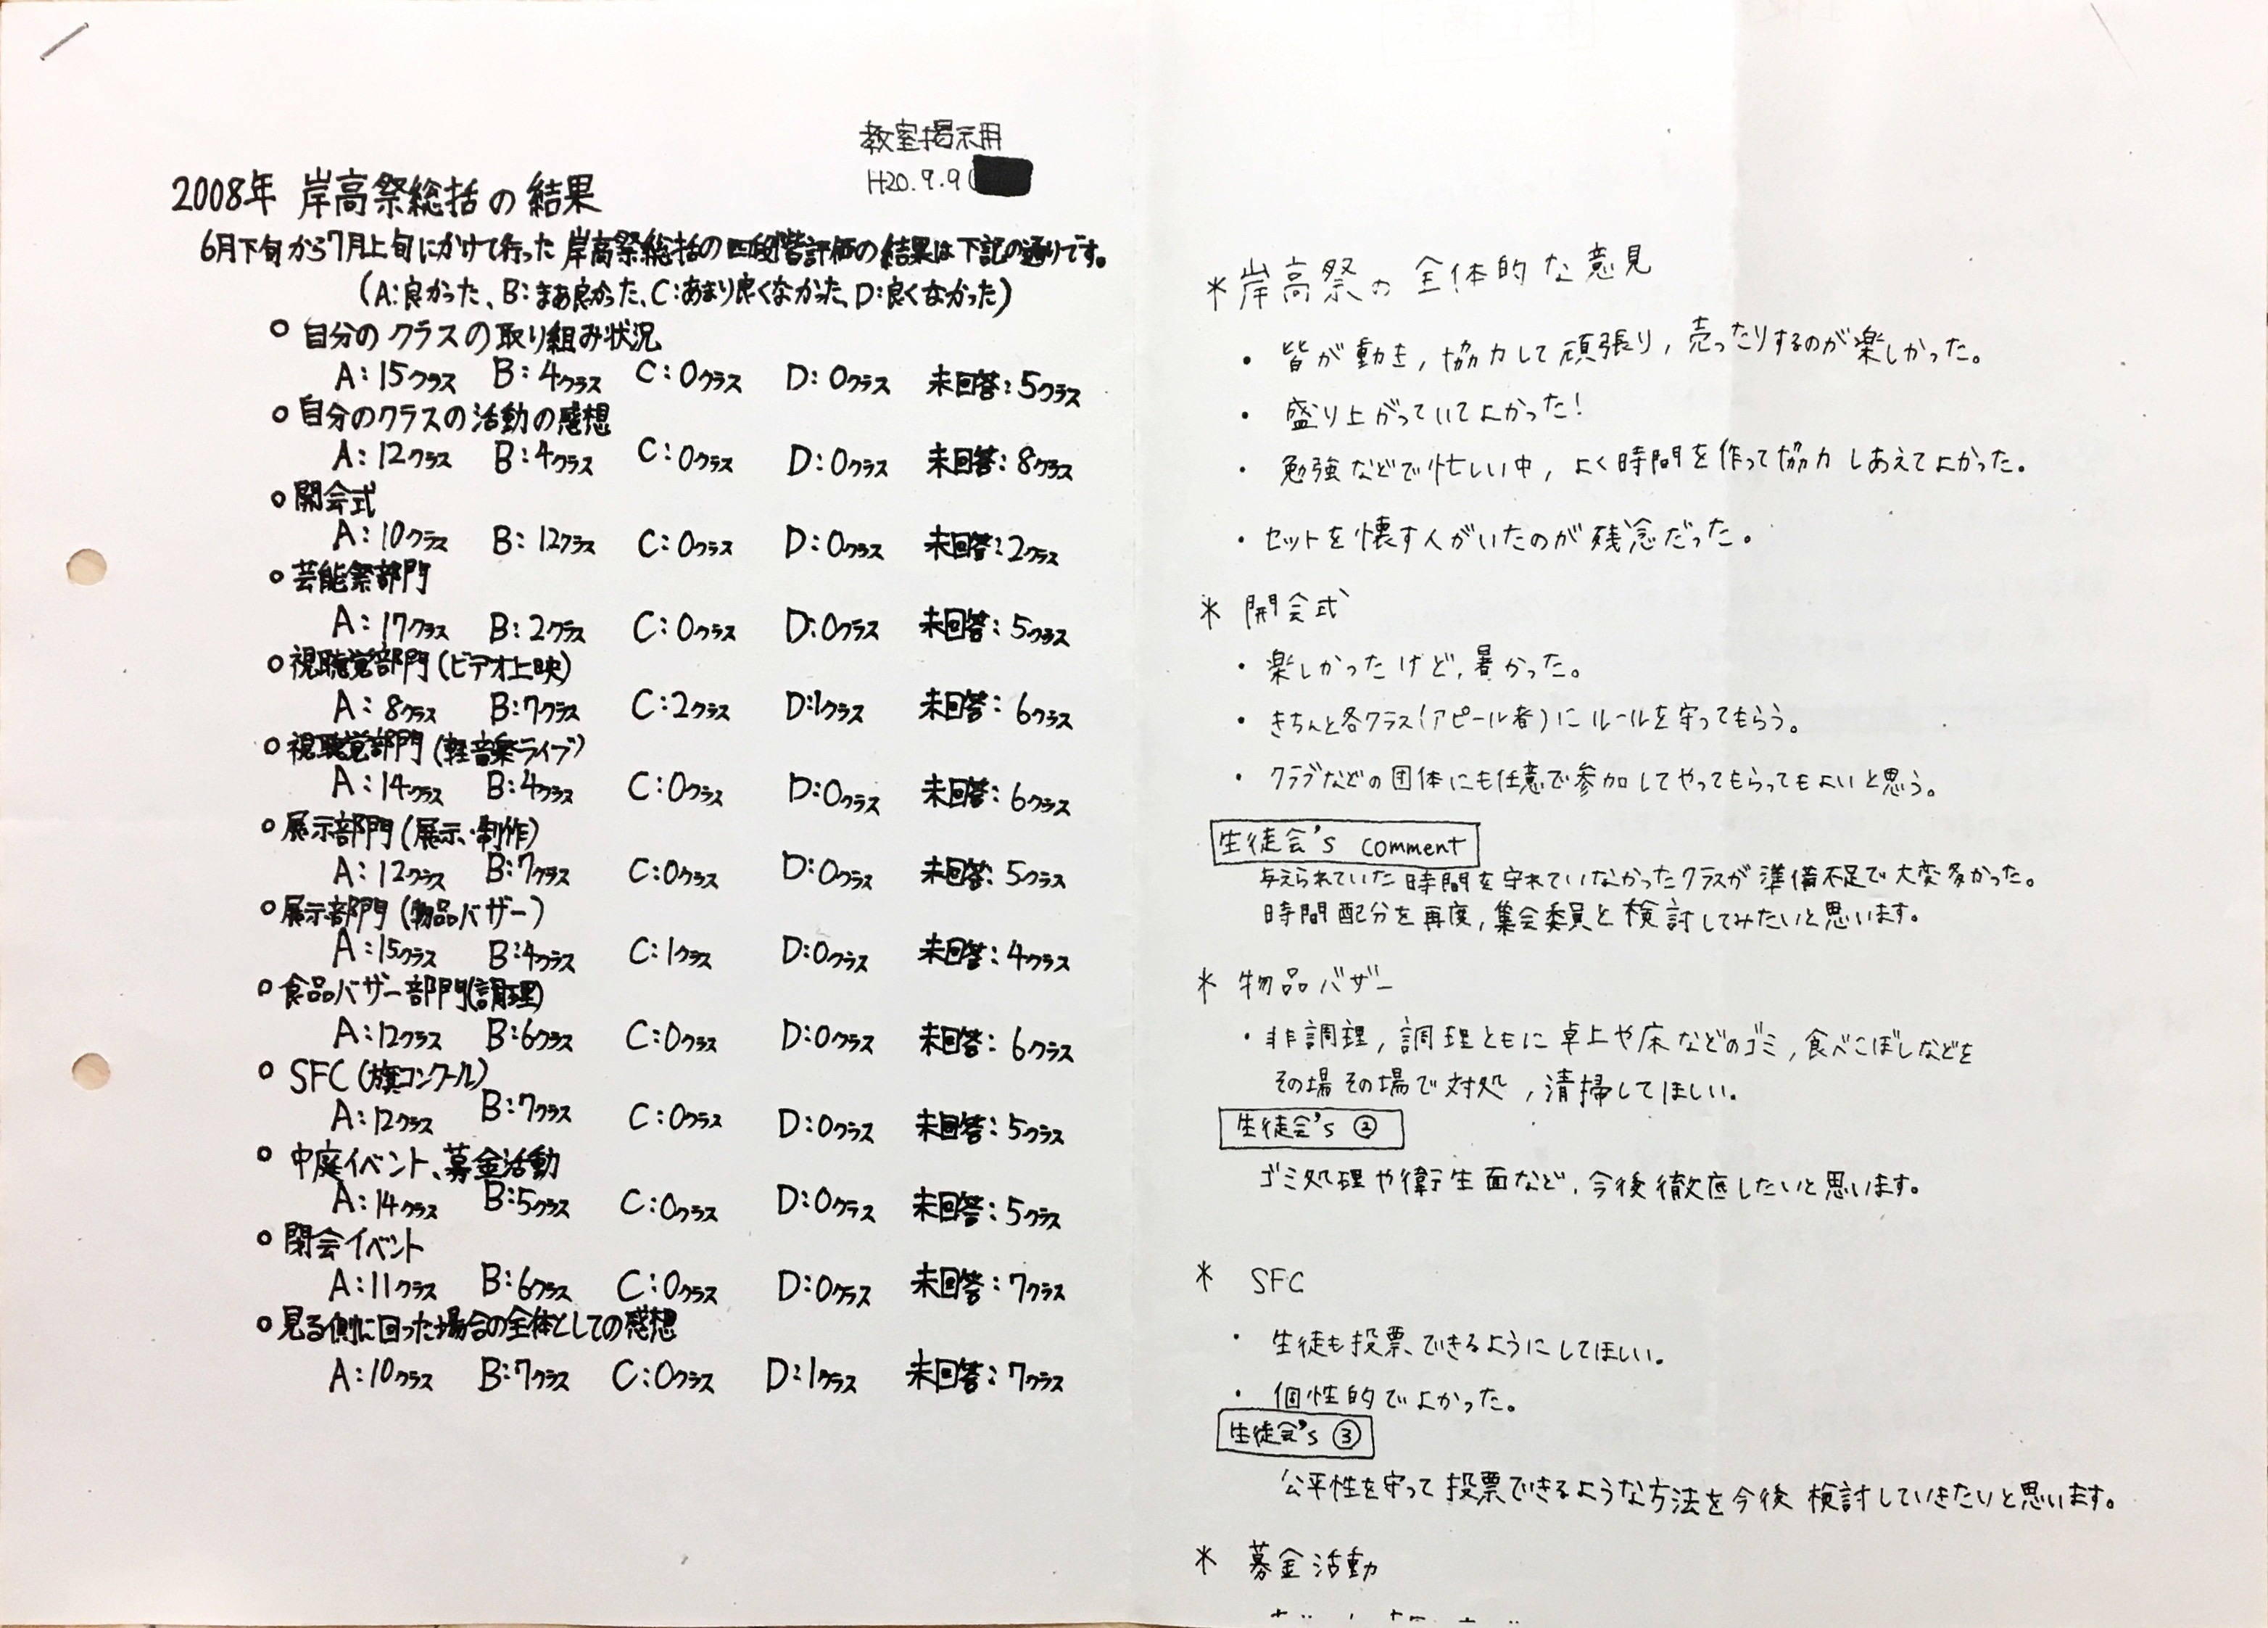 教室掲示用
H20.9.9(
2008年 岸高祭総括の結果
6月下旬から7月上旬にかけて行った岸高祭総括の四段階評価の結果は下記の通りです。
(A:良かった、B:まあ良かった、C:あまり良くなかった、D:良くなかった)
○ 自分のクラスの取り組み状況
A:15クラス B:4クラス C:0クラス D:0クラス 未回答:5クラス
○ 自分のクラスの活動の感想
A:12クラス B:4クラス C:0クラス D:0クラス 未回答:8クラス
○ 開会式
A:10クラス B:12クラス C:0クラス D:0クラス 未回答:2クラス
○ 芸能祭部門
A:17クラス B:2クラス C:0クラス D:0クラス 未回答:5クラス
○ 視聴覚部門(ビデオ上映)
A:8クラス B:7クラス C:2クラス D:1クラス 未回答:6クラス
○ 視聴覚部門(軽音楽ライブ)
A:14クラス B:4クラス C:0クラス D:0クラス 未回答:6クラス
○ 展示部門(展示・制作)
A:12クラス B:7クラス C:0クラス D:0クラス 未回答:5クラス
○ 展示部門(物品バザー)
A:15クラス B:4クラス C:1クラス D:0クラス 未回答:4クラス
○ 食品バザー部門(調理)
A:12クラス B:6クラス C:0クラス D:0クラス 未回答:6クラス
○ SFC(旗コンクール)
A:12クラス B:7クラス C:0クラス D:0クラス 未回答:5クラス
○ 中庭イベント、募金活動
A:14クラス B:5クラス C:0クラス D:0クラス 未回答:5クラス
○ 閉会イベント
A:11クラス B:6クラス C:0クラス D:0クラス 未回答:7クラス
○ 見る側に回った場合の全体としての感想
A:10クラス B:7クラス C:0クラス D:1クラス 未回答:7クラス
* 岸高祭の全体的な意見
・皆が動き,協力して頑張り,売ったりするのが楽しかった。
・盛り上がっていてよかった!
・勉強などで忙しい中,よく時間を作って協力しあえてよかった。
・セットを懐す人がいたのが残念だった。
* 開会式
・楽しかったけど,暑かった。
・きちんと各クラス(アピール者)にルールを守ってもらう。
・クラブなどの団体にも任意で参加してやってもらってもよいと思う。
生徒会's comment
与えられていた時間を守れていなかったクラスが準備不足で大変多かった。
時間配分を再度,集会委員と検討してみたいと思います。
* 物品バザー
・非調理,調理ともに卓上や床などのゴミ,食べこぼしなどを
その場その場で対処,清掃してほしい。
生徒会's ②
ゴミ処理や衛生面など,今後徹底したいと思います。
* SFC
・生徒も投票できるようにしてほしい。
・個性的でよかった。
生徒会's ③
公平性を守って投票できるような方法を今後検討していきたいと思います。
* 募金活動